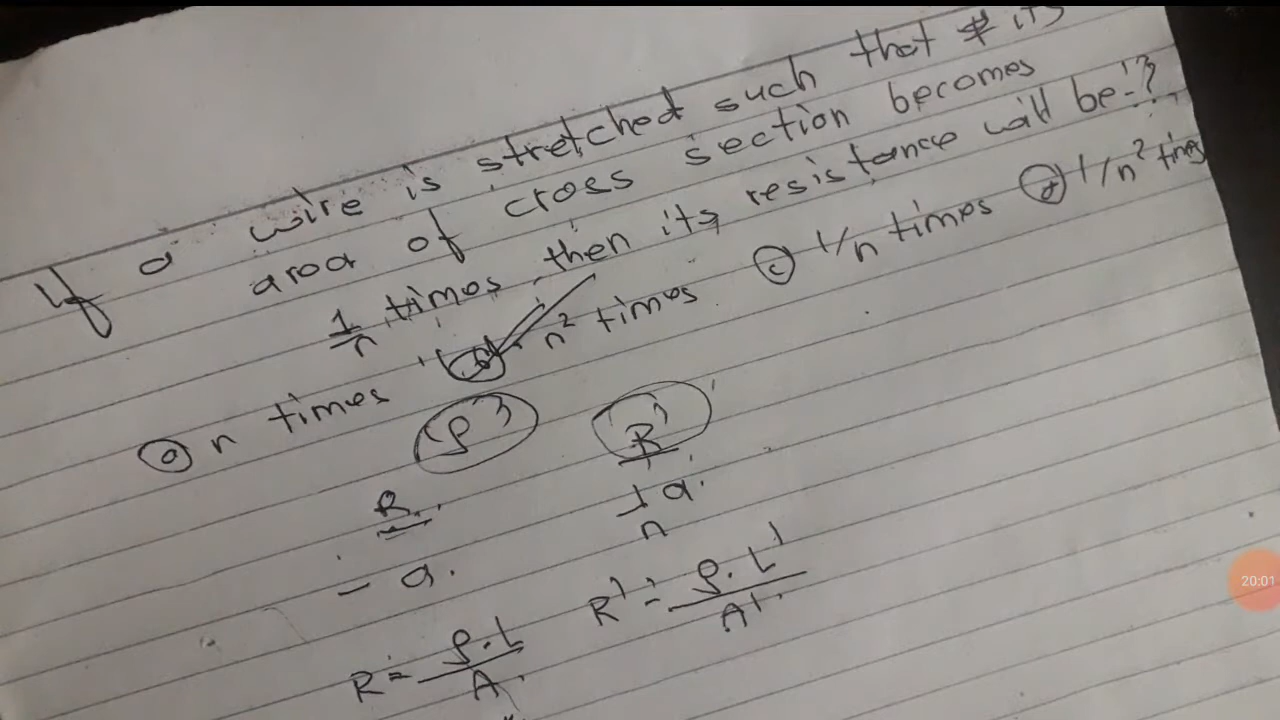 If a wire is stretched such that its
area of cross section becomes
1/n times, then its resistance will be:-?
(a) n times (b) n² times (c) 1/n times (d) 1/n² times
'ρ' R'
R 1/n a.
- a.
R = ρ.L/A. R' = ρ.L'/A'.
20:01